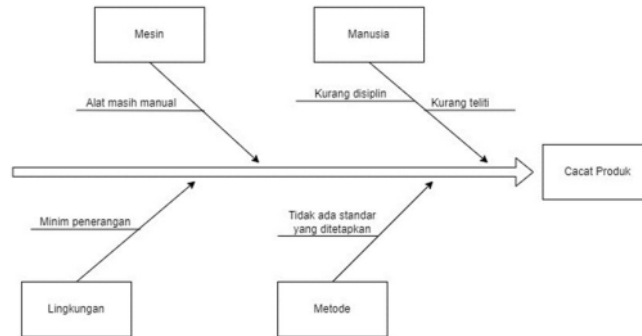 Mesin
Manusia
Alat masih manual
Kurang disiplin
Kurang teliti
Cacat Produk
Minim penerangan
Tidak ada standar
yang ditetapkan
Lingkungan
Metode